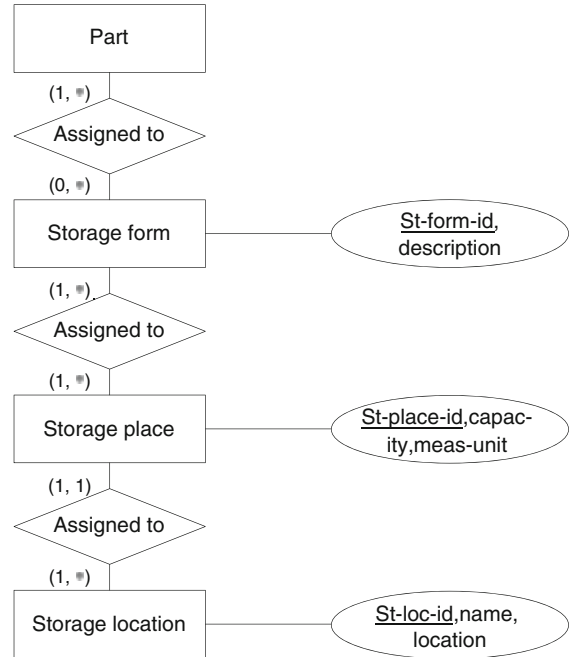 Part
(1, *)
Assigned to
(0, *)
Storage form
St-form-id,
description
(1, *)
Assigned to
(1, *)
Storage place
St-place-id,capac-
ity,meas-unit
(1, 1)
Assigned to
(1, *)
Storage location
St-loc-id,name,
location